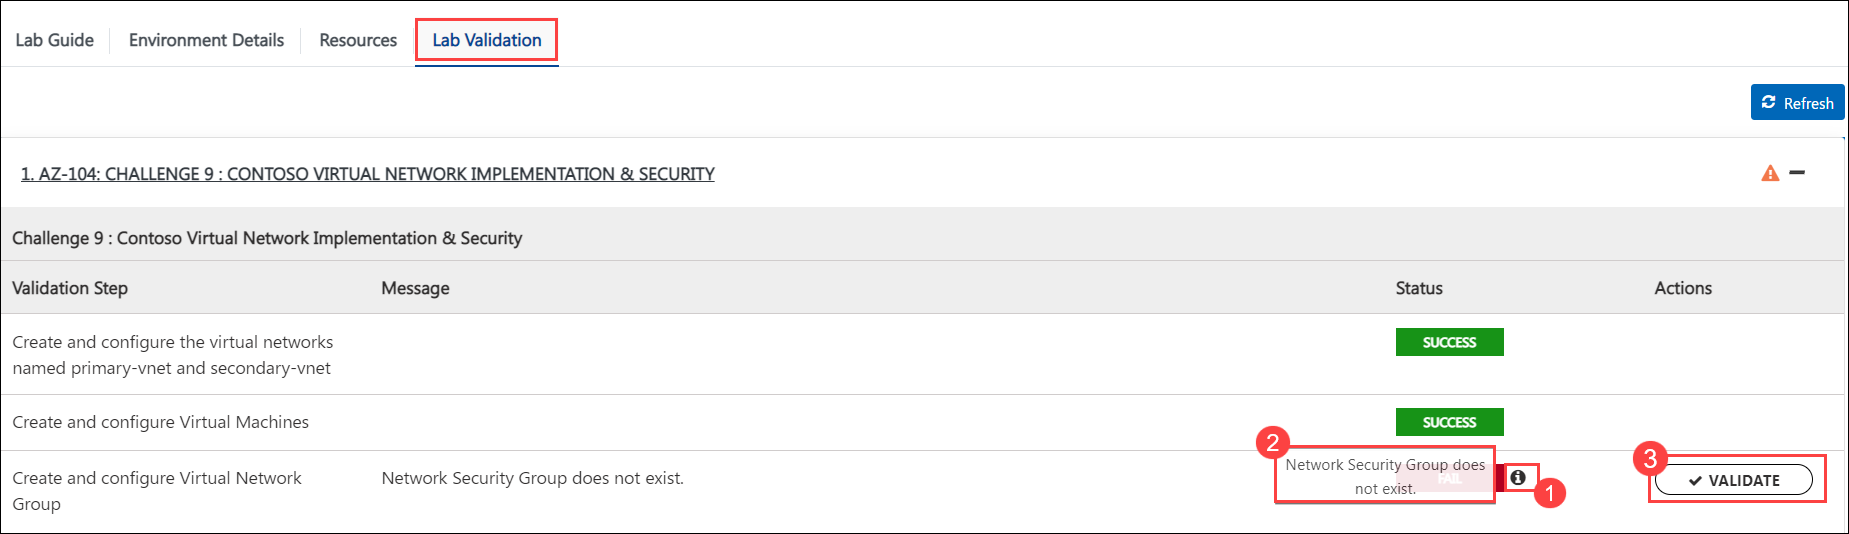 Lab Guide
Environment Details
Resources
Lab Validation
Refresh
1. AZ-104: CHALLENGE 9 : CONTOSO VIRTUAL NETWORK IMPLEMENTATION & SECURITY
Challenge 9 : Contoso Virtual Network Implementation & Security
Validation Step
Message
Status
Actions
Create and configure the virtual networks
named primary-vnet and secondary-vnet
SUCCESS
Create and configure Virtual Machines
SUCCESS
Create and configure Virtual Network
Group
Network Security Group does not exist.
2
Network Security Group does
not exist.
FAIL
1
3
VALIDATE